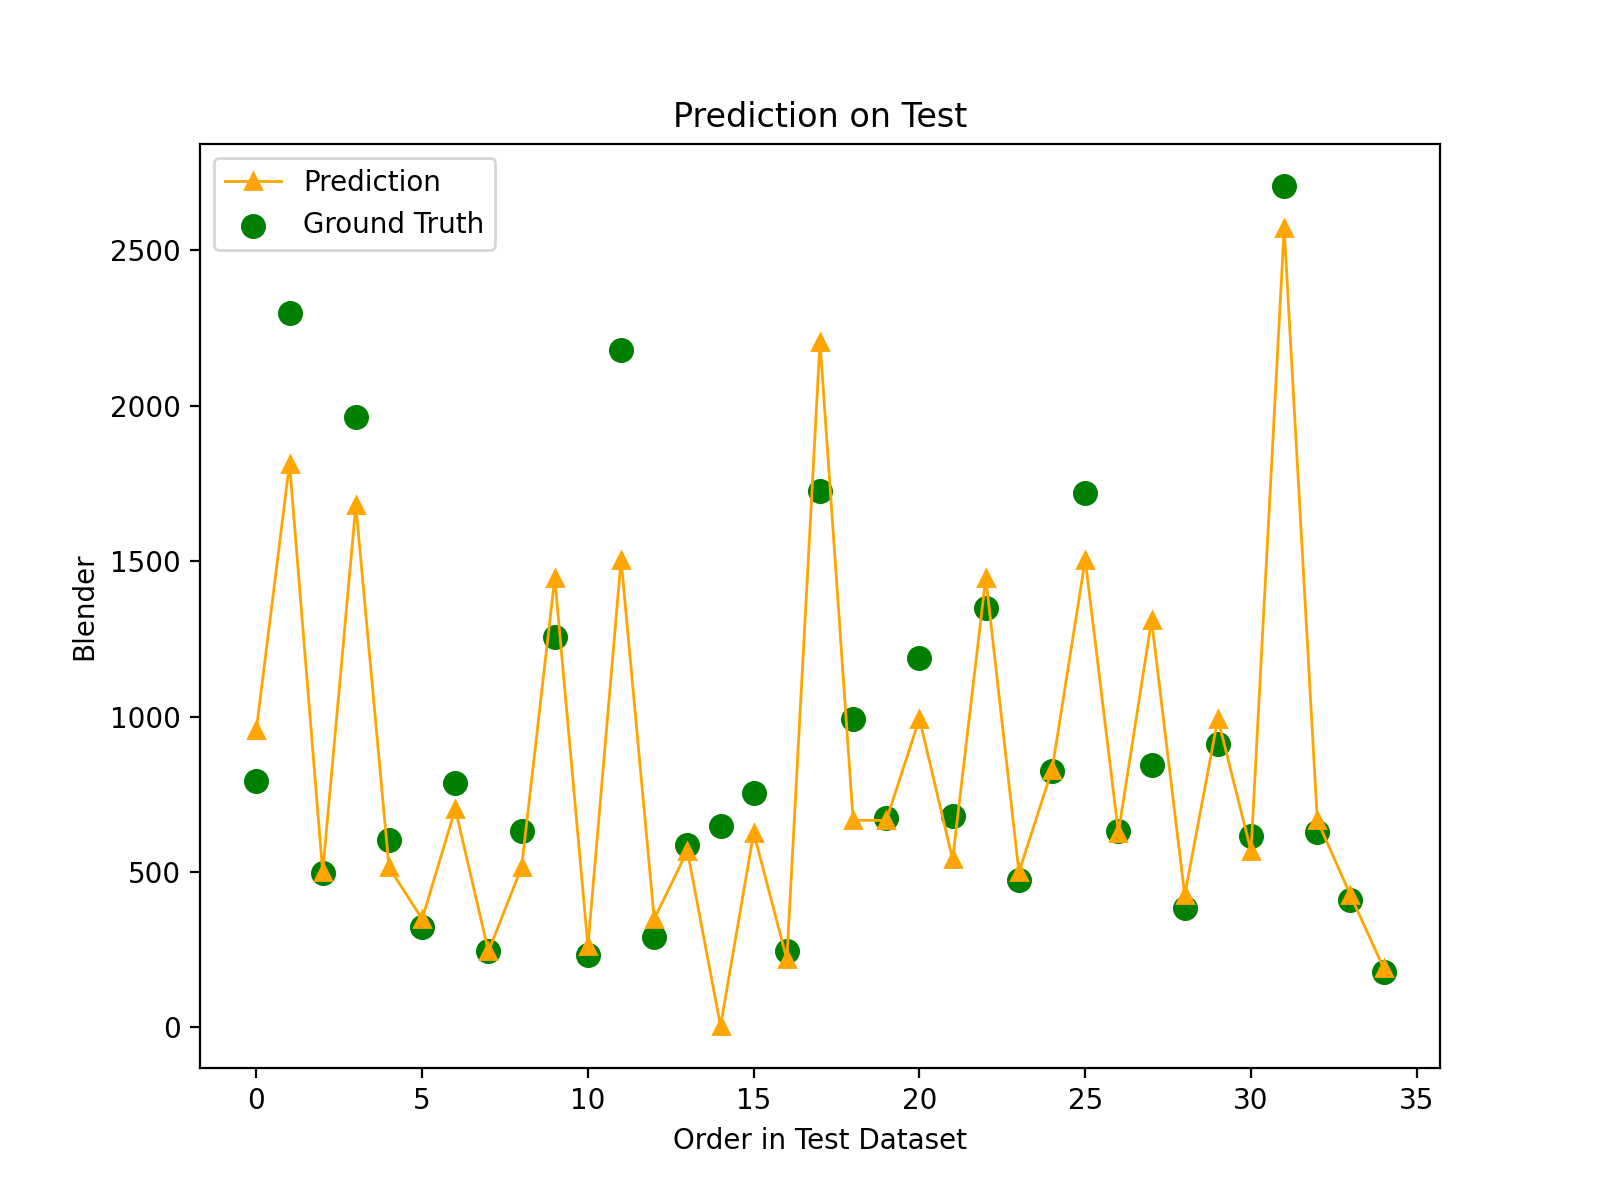 Prediction on Test
Prediction
Ground Truth
Blender
2500
2000
1500
1000
500
0
0 5 10 15 20 25 30 35
Order in Test Dataset